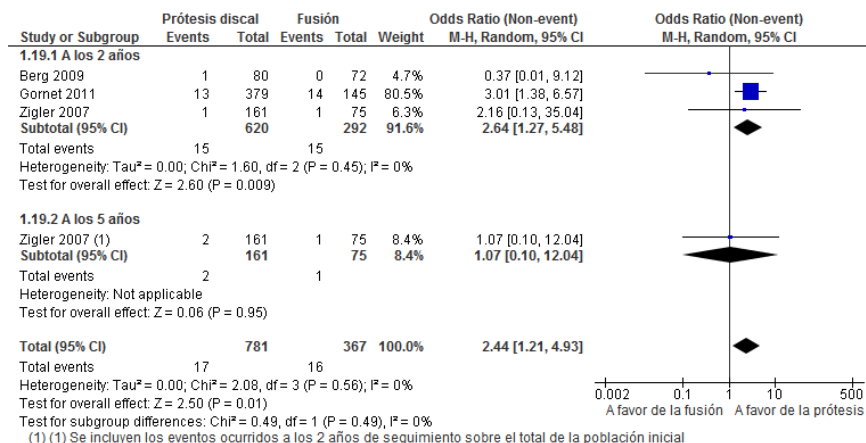 Prótesis discal Fusión Odds Ratio (Non-event) Odds Ratio (Non-event)
Study or Subgroup Events Total Events Total Weight M-H, Random, 95% CI M-H, Random, 95% CI
1.19.1 A los 2 años
Berg 2009 1 80 0 72 4.7% 0.37 [0.01, 9.12]
Gornet 2011 13 379 14 145 80.5% 3.01 [1.38, 6.57]
Zigler 2007 1 161 1 75 6.3% 2.16 [0.13, 35.04]
Subtotal (95% CI) 620 292 91.6% 2.64 [1.27, 5.48]
Total events 15 15
Heterogeneity: Tau² = 0.00; Chi² = 1.60, df = 2 (P = 0.45); I² = 0%
Test for overall effect: Z = 2.60 (P = 0.009)
1.19.2 A los 5 años
Zigler 2007 (1) 2 161 1 75 8.4% 1.07 [0.10, 12.04]
Subtotal (95% CI) 161 75 8.4% 1.07 [0.10, 12.04]
Total events 2 1
Heterogeneity: Not applicable
Test for overall effect: Z = 0.06 (P = 0.95)
Total (95% CI) 781 367 100.0% 2.44 [1.21, 4.93]
Total events 17 16
Heterogeneity: Tau² = 0.00; Chi² = 2.08, df = 3 (P = 0.56); I² = 0%
0.002 0.1 1 10 500
Test for overall effect: Z = 2.50 (P = 0.01)
A favor de la fusión A favor de la prótesis
Test for subgroup differences: Chi² = 0.49, df = 1 (P = 0.49), I² = 0%
(1) (1) Se incluyen los eventos ocurridos a los 2 años de seguimiento sobre el total de la población inicial